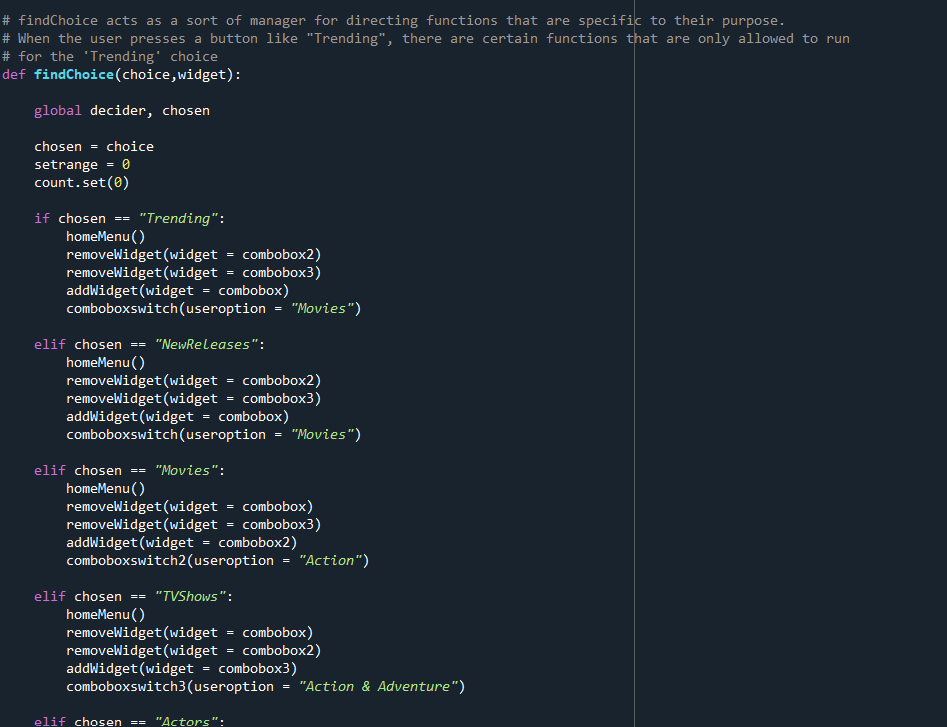 # findChoice acts as a sort of manager for directing functions that are specific to their purpose.
# When the user presses a button like "Trending", there are certain functions that are only allowed to run
# for the 'Trending' choice
def findChoice(choice,widget):
    global decider, chosen
    chosen = choice
    setrange = 0
    count.set(0)
    if chosen == "Trending":
        homeMenu()
        removeWidget(widget = combobox2)
        removeWidget(widget = combobox3)
        addWidget(widget = combobox)
        comboboxswitch(useroption = "Movies")
    elif chosen == "NewReleases":
        homeMenu()
        removeWidget(widget = combobox2)
        removeWidget(widget = combobox3)
        addWidget(widget = combobox)
        comboboxswitch(useroption = "Movies")
    elif chosen == "Movies":
        homeMenu()
        removeWidget(widget = combobox)
        removeWidget(widget = combobox3)
        addWidget(widget = combobox2)
        comboboxswitch2(useroption = "Action")
    elif chosen == "TVShows":
        homeMenu()
        removeWidget(widget = combobox)
        removeWidget(widget = combobox2)
        addWidget(widget = combobox3)
        comboboxswitch3(useroption = "Action & Adventure")
    elif chosen == "Actors":